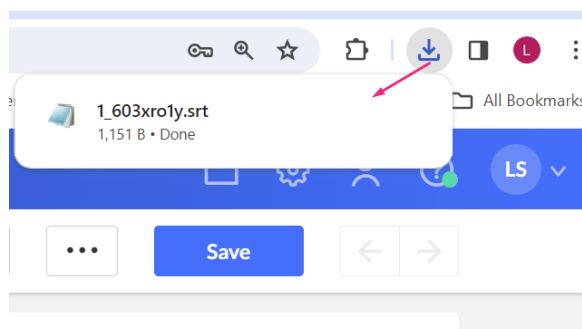 L
1_603xro1y.srt
1,151 B • Done
All Bookmarks
LS
Save